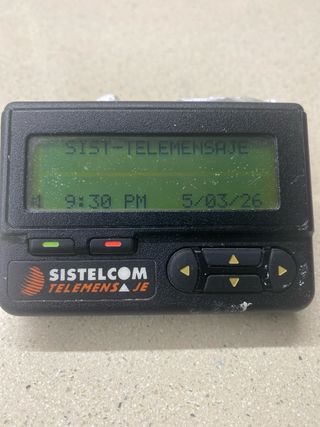 SIST-TELEMENSAJE
9:30 PM 5/03/26
SISTELCOM
TELEMENSAJE